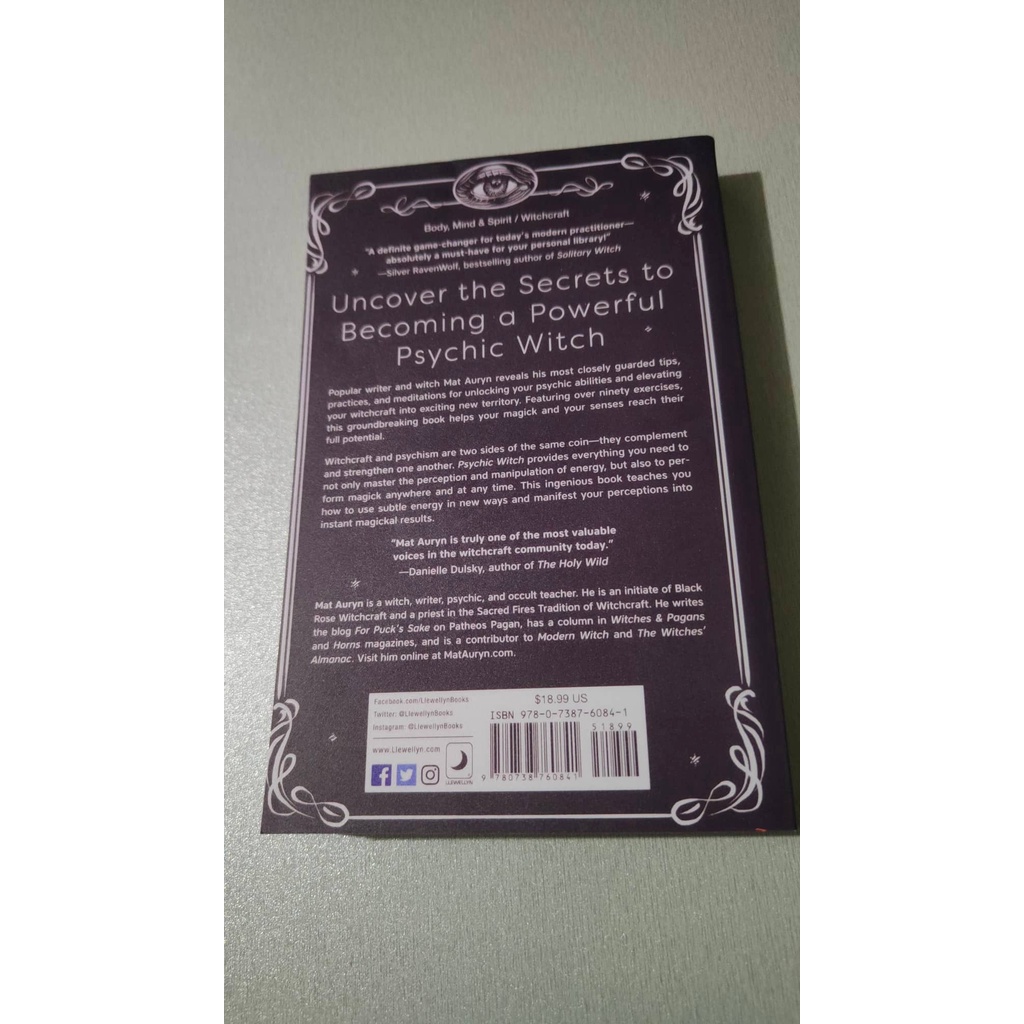 Body, Mind & Spirit / Witchcraft
"A definite game-changer for today's modern practitioner—
absolutely a must-have for your personal library!"
—Silver RavenWolf, bestselling author of Solitary Witch
Uncover the Secrets to
Becoming a Powerful
Psychic Witch
Popular writer and witch Mat Auryn reveals his most closely guarded tips,
practices, and meditations for unlocking your psychic abilities and elevating
your witchcraft into exciting new territory. Featuring over ninety exercises,
this groundbreaking book helps your magick and your senses reach their
full potential.
Witchcraft and psychism are two sides of the same coin—they complement
and strengthen one another. Psychic Witch provides everything you need to
not only master the perception and manipulation of energy, but also to per-
form magick anywhere and at any time. This ingenious book teaches you
how to use subtle energy in new ways and manifest your perceptions into
instant magickal results.
"Mat Auryn is truly one of the most valuable
voices in the witchcraft community today."
—Danielle Dulsky, author of The Holy Wild
Mat Auryn is a witch, writer, psychic, and occult teacher. He is an initiate of Black
Rose Witchcraft and a priest in the Sacred Fires Tradition of Witchcraft. He writes
the blog For Puck's Sake on Patheos Pagan, has a column in Witches & Pagans
and Horns magazines, and is a contributor to Modern Witch and The Witches'
Almanac. Visit him online at MatAuryn.com.
Facebook.com/LlewellynBooks
Twitter: @LlewellynBooks
Instagram: @LlewellynBooks
www.Llewellyn.com
LLEWELLYN
$18.99 US
ISBN 978-0-7387-6084-1
51899
9 780738 760841